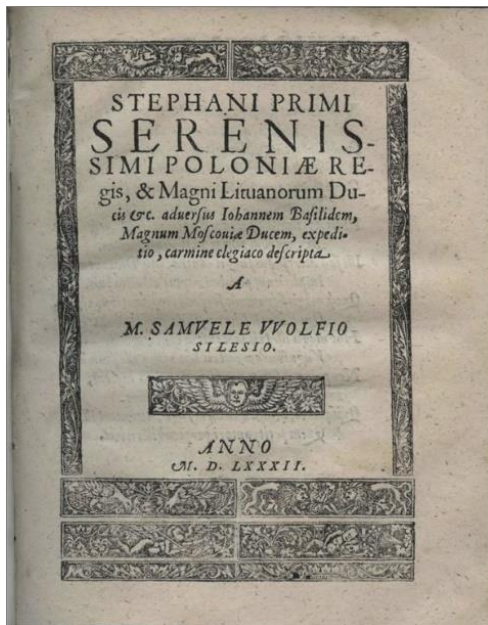 STEPHANI PRIMI
SERENIS-
SIMI POLONIÆ RE-
gis, & Magni Lituanorum Du-
cis &c. aduerſus Iohannem Baſilidem,
Magnum Moſcouiæ Ducem, expedi-
tio, carmine elegiaco deſcripta
A
M. SAMVELE VVOLFIO
SILESIO.
ANNO
M. D. LXXXII.